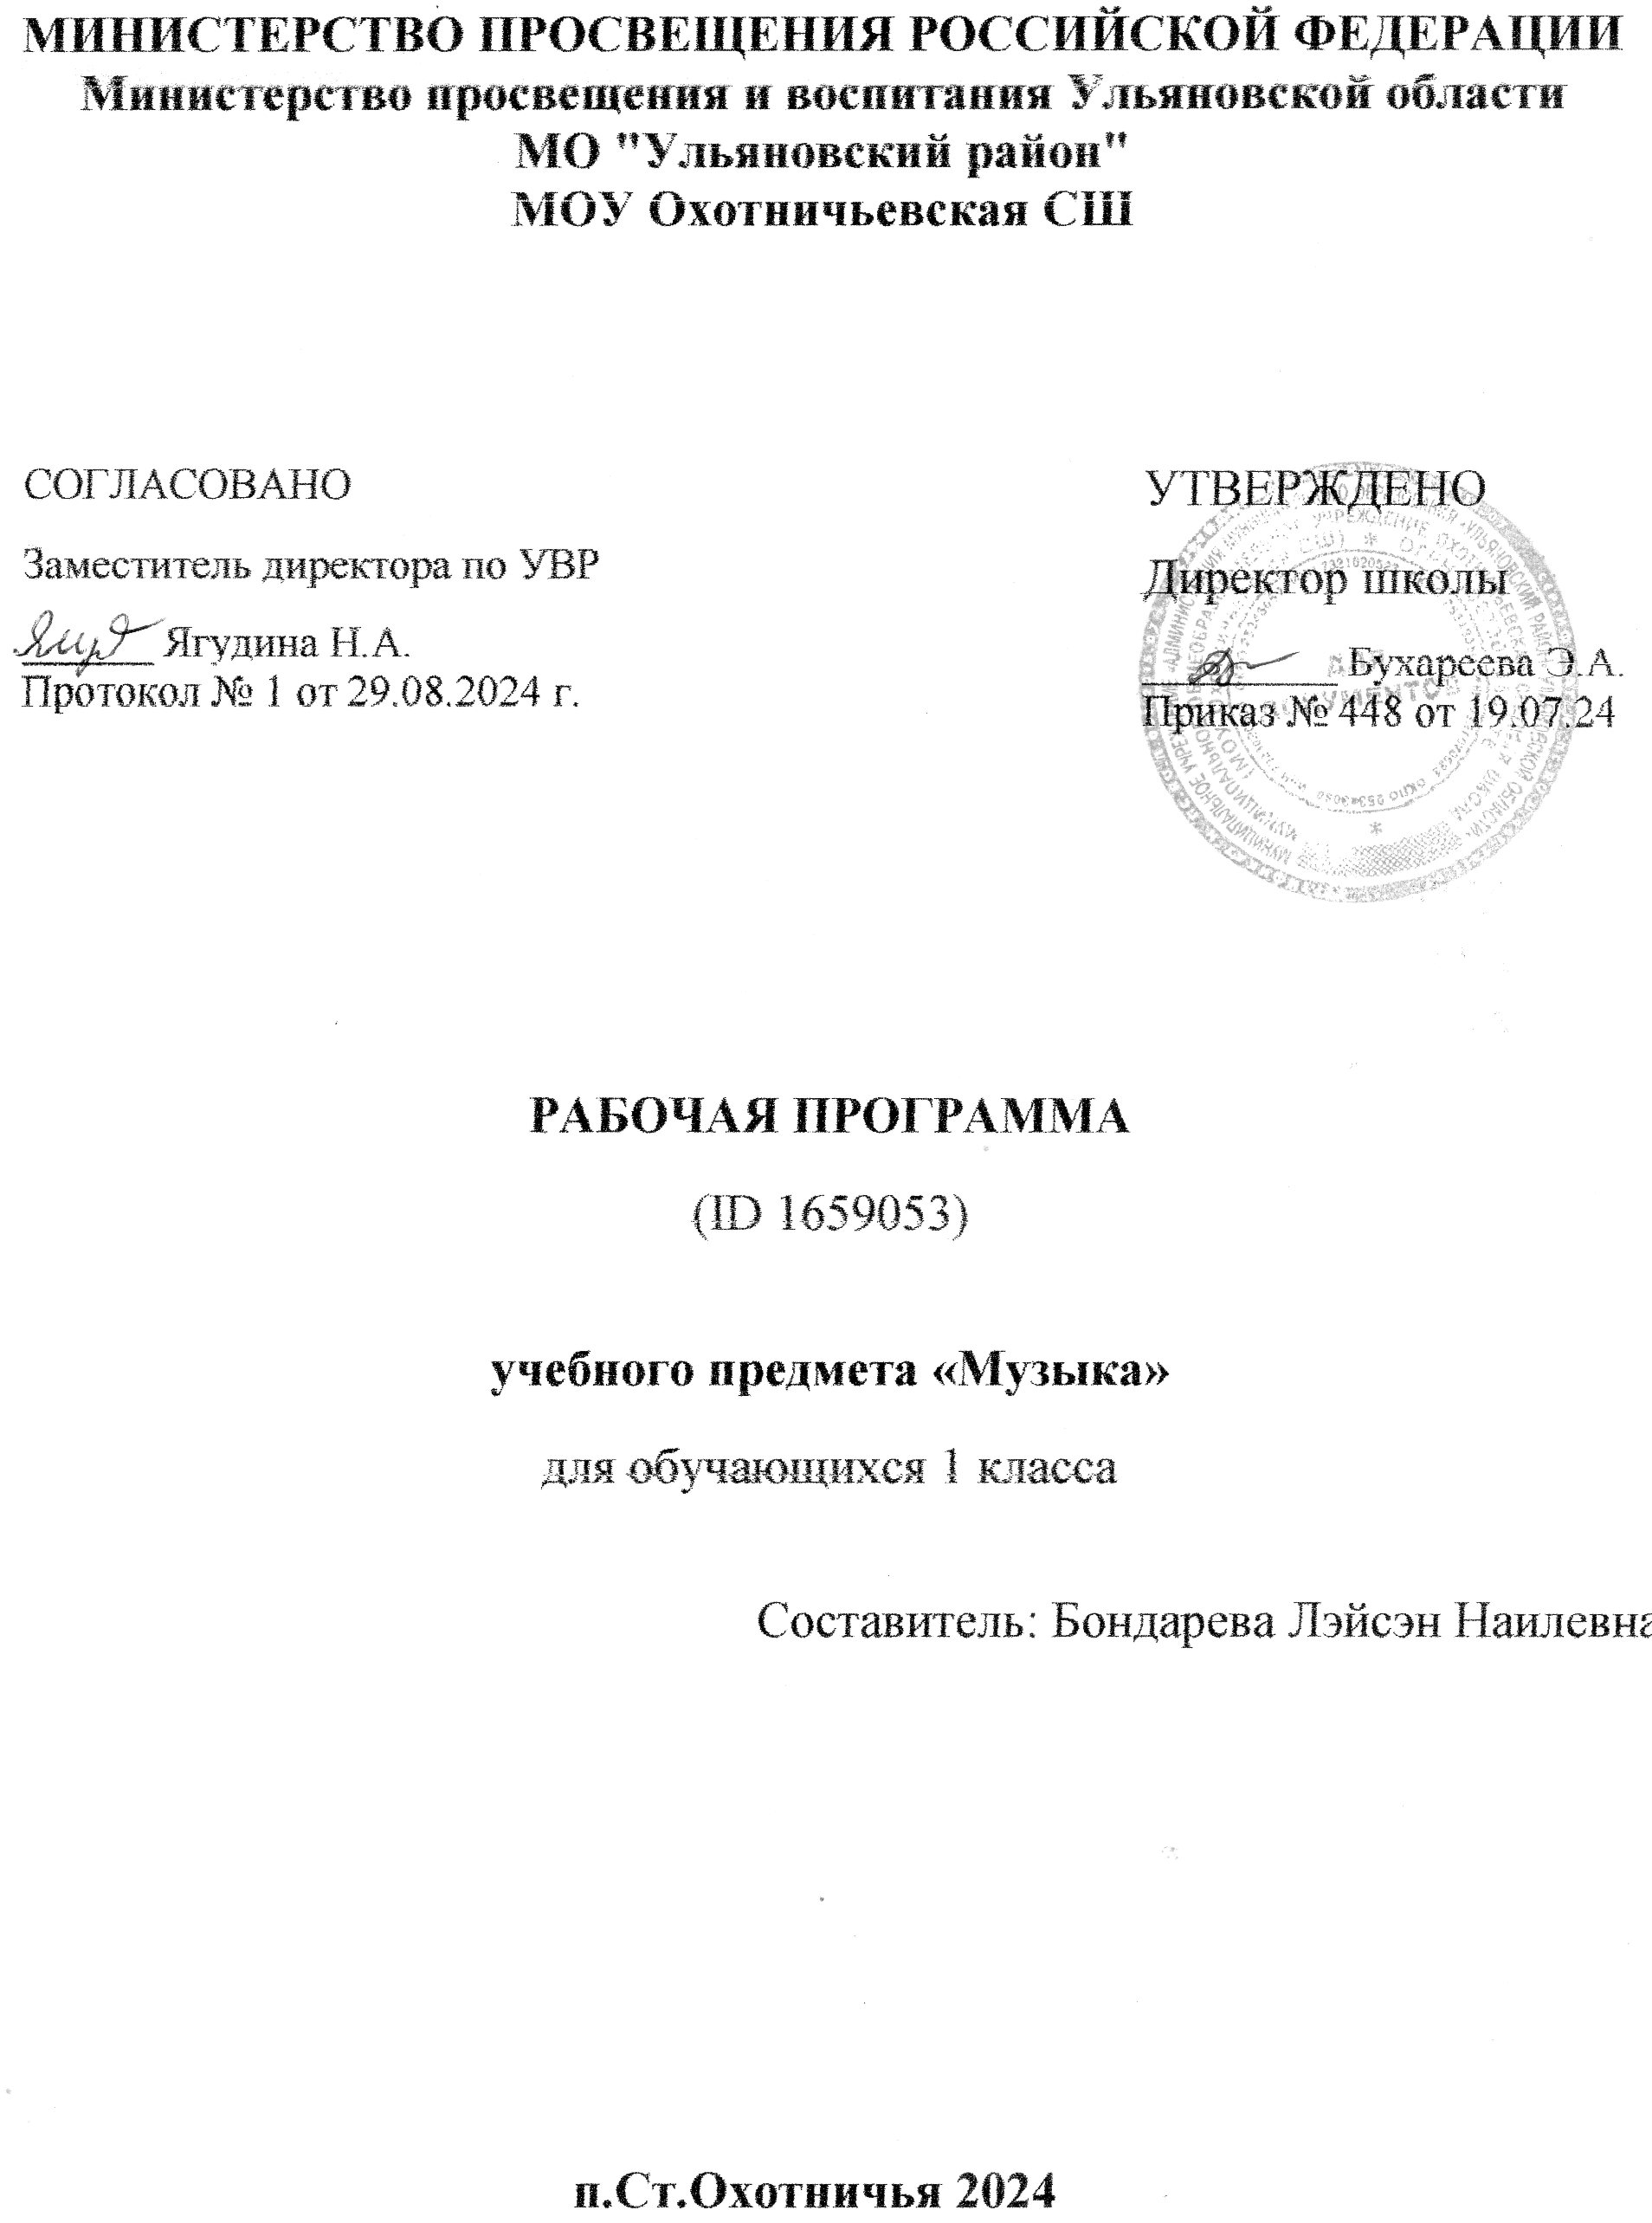 МИНИСТЕРСТВО ПРОСВЕЩЕНИЯ РОССИЙСКОЙ ФЕДЕРАЦИИ
Министерство просвещения и воспитания Ульяновской области
МО "Ульяновский район"
МОУ Охотничьевская СШ
СОГЛАСОВАНО
Заместитель директора по УВР
Ягудина Н.А.
Протокол № 1 от 29.08.2024 г.
УТВЕРЖДЕНО
Директор школы
Бухареева Э.А.
Приказ № 448 от 19.07.24
РАБОЧАЯ ПРОГРАММА
(ID 1659053)
учебного предмета «Музыка»
для обучающихся 1 класса
Составитель: Бондарева Лэйсэн Наилевна
п.Ст.Охотничья 2024